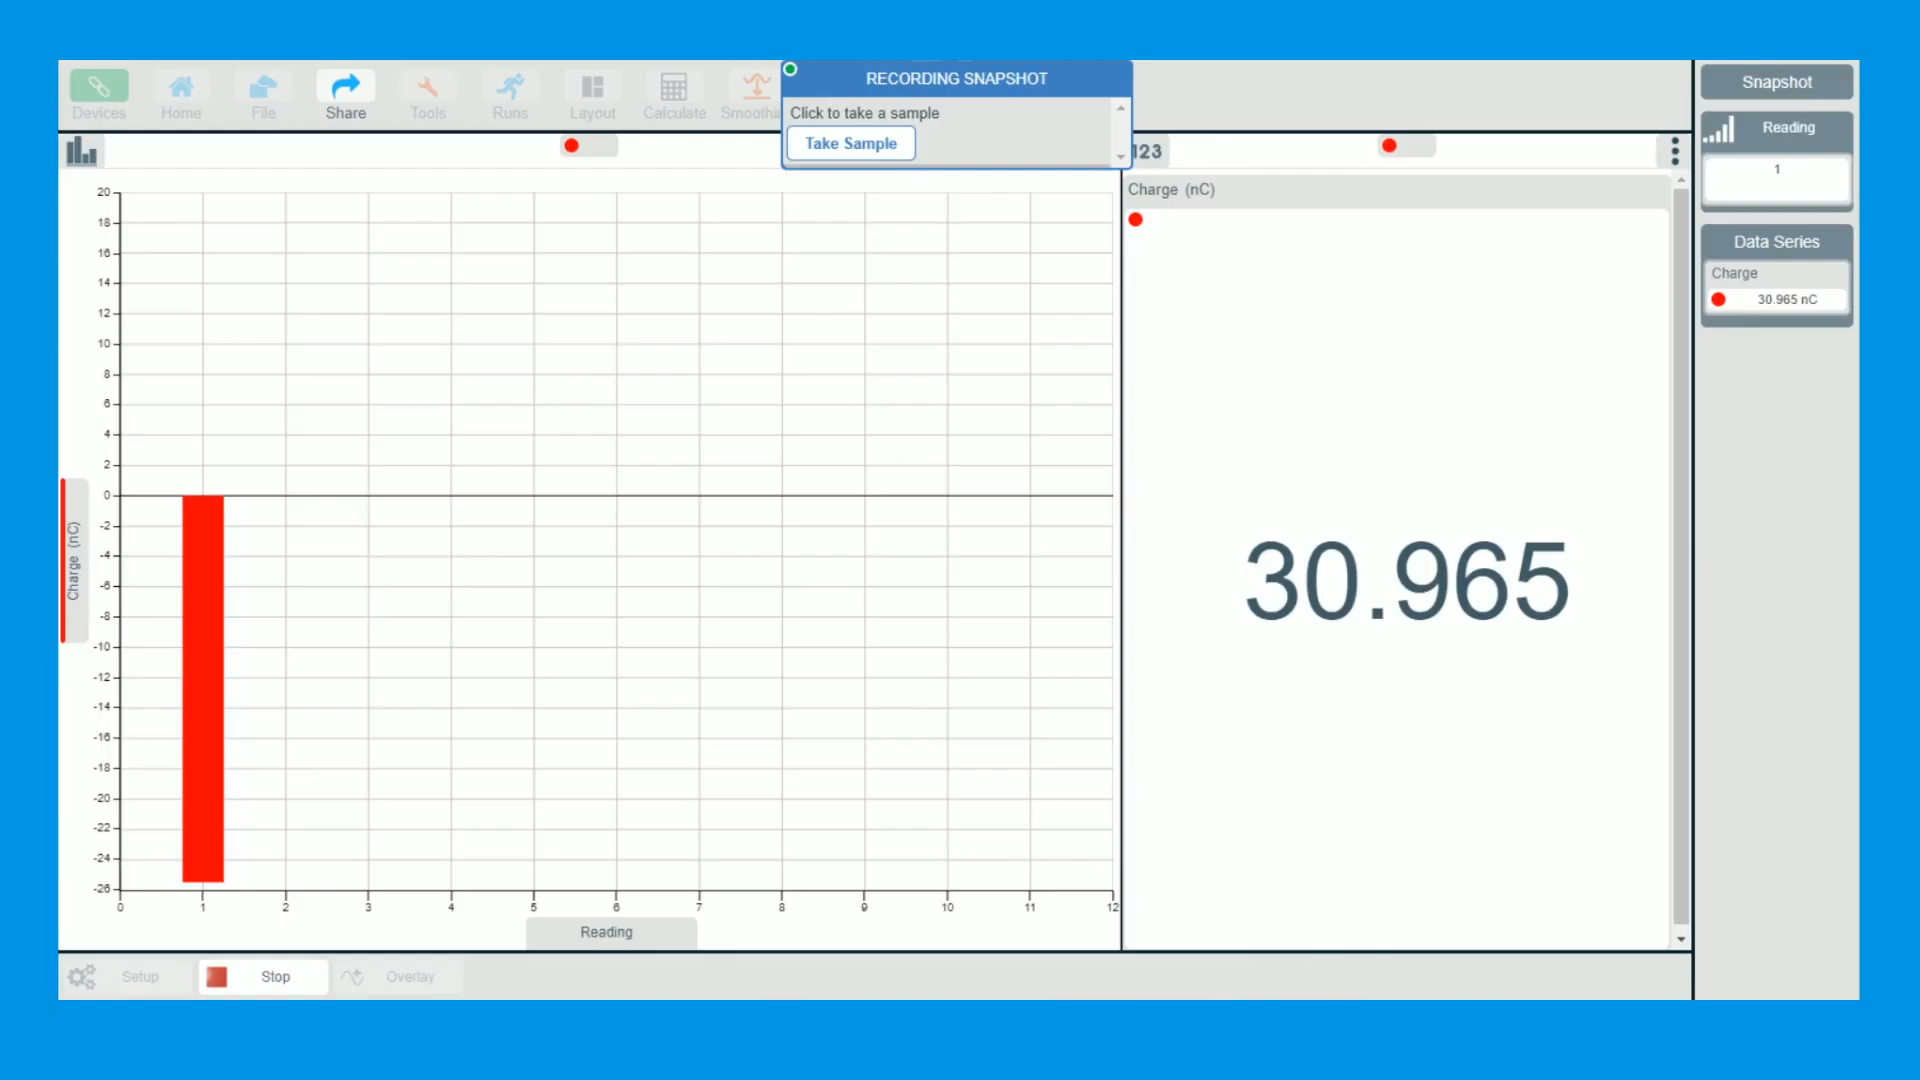 Devices
Home
File
Share
Tools
Runs
Layout
Calculate
RECORDING SNAPSHOT
Click to take a sample
Take Sample
Snapshot
Reading
1
Data Series
Charge
30.965 nC
123
Charge (nC)
30.965
20
18
16
14
12
10
8
6
4
2
0
-2
-4
-6
-8
-10
-12
-14
-16
-18
-20
-22
-24
-26
Charge (nC)
0 1 2 3 4 5 6 7 8 9 10 11 12
Reading
Setup
Stop
Overlay